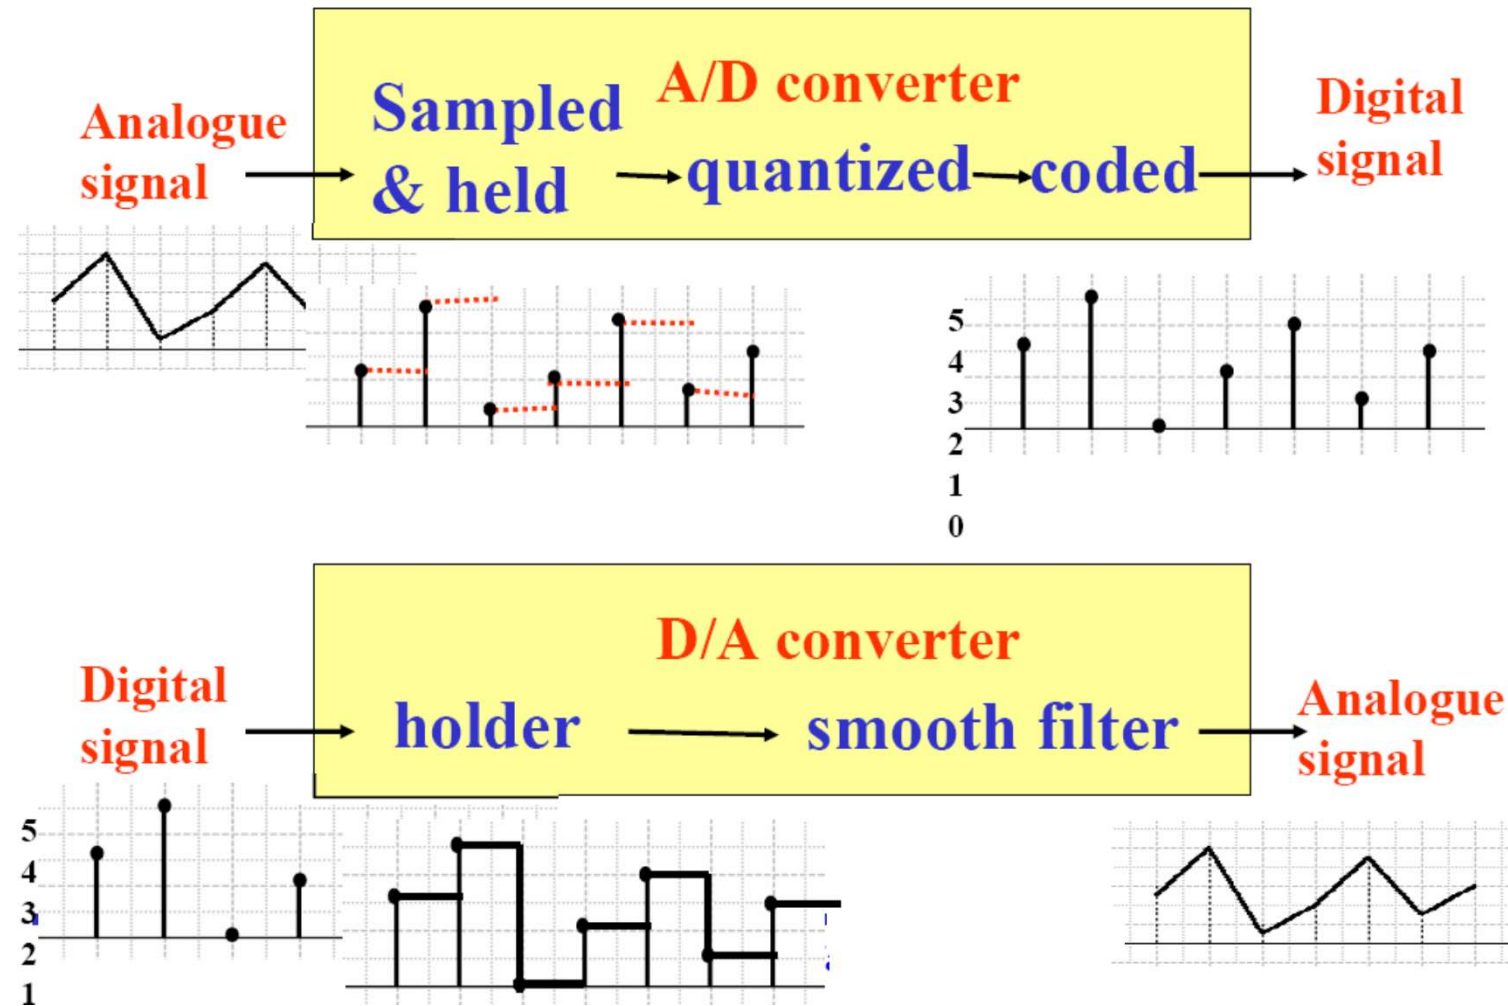 A/D converter
Analogue
signal
Sampled
& held
quantized
coded
Digital
signal
5
4
3
2
1
0
D/A converter
Digital
signal
holder
smooth filter
Analogue
signal
5
4
3
2
1